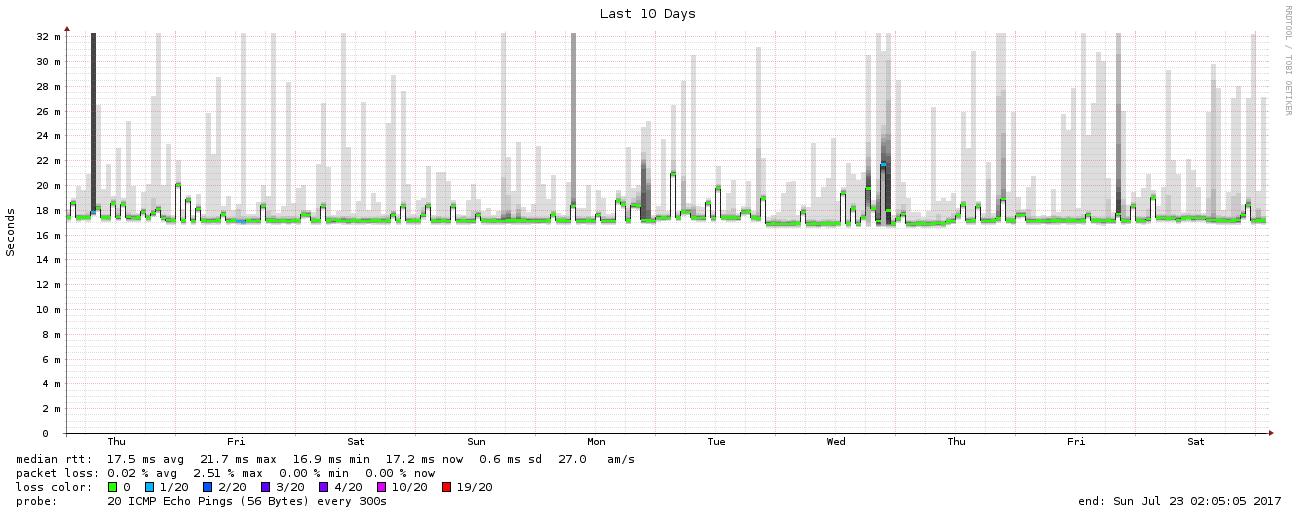 Last 10 Days
RRDTOOL / TOBI OETIKER
Seconds
32 m
30 m
28 m
26 m
24 m
22 m
20 m
18 m
16 m
14 m
12 m
10 m
8 m
6 m
4 m
2 m
0
Thu Fri Sat Sun Mon Tue Wed Thu Fri Sat
median rtt: 17.5 ms avg 21.7 ms max 16.9 ms min 17.2 ms now 0.6 ms sd 27.0 am/s
packet loss: 0.02 % avg 2.51 % max 0.00 % min 0.00 % now
loss color: 0 1/20 2/20 3/20 4/20 10/20 19/20
probe: 20 ICMP Echo Pings (56 Bytes) every 300s end: Sun Jul 23 02:05:05 2017